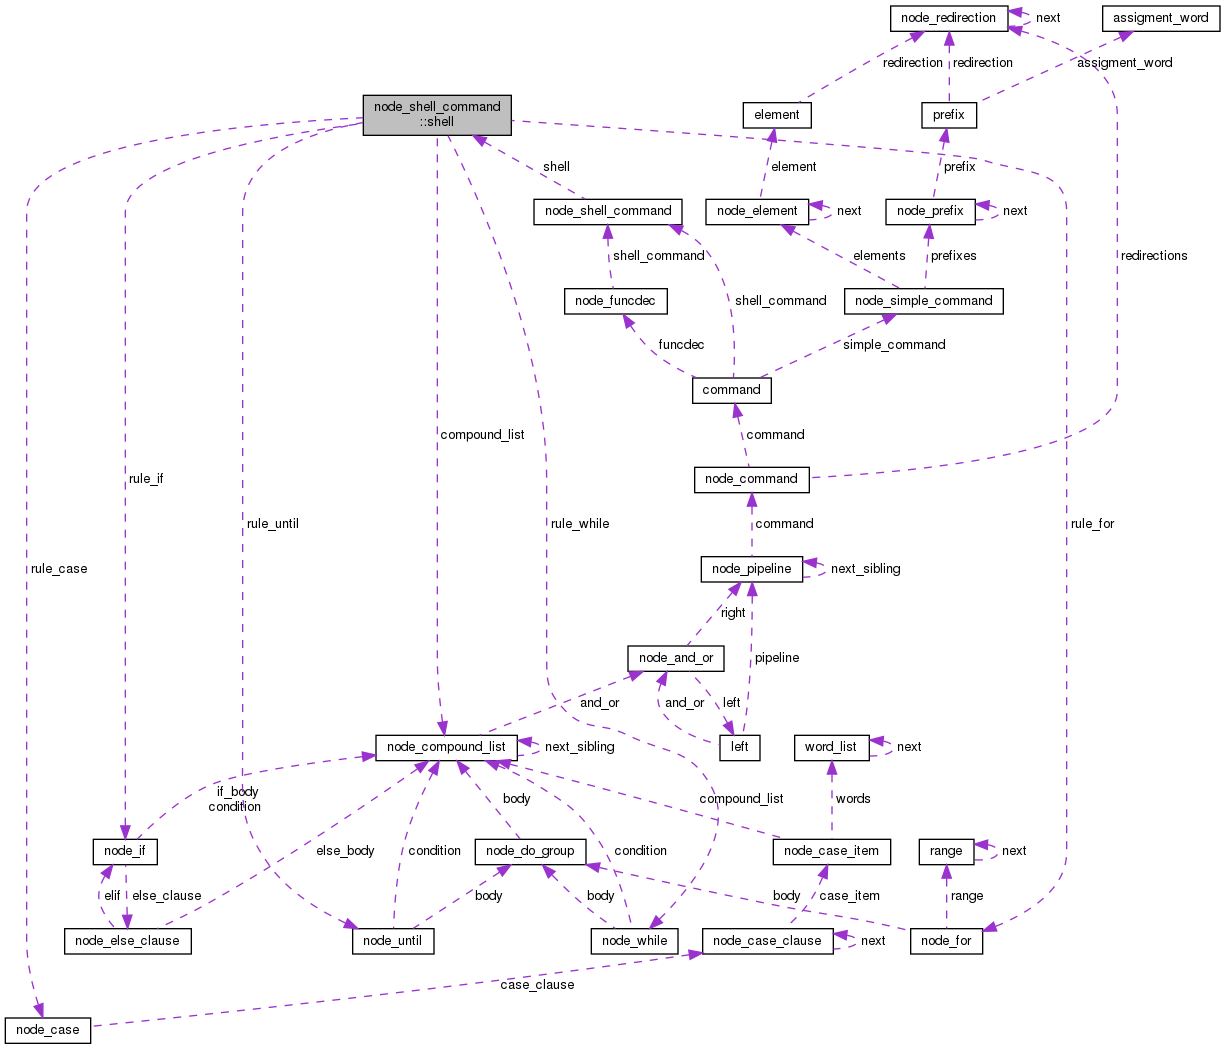 node_redirection
next
assigment_word
redirection
redirection
assigment_word
node_shell_command
::shell
element
prefix
shell
element
prefix
node_shell_command
node_element
next
node_prefix
next
shell_command
elements
prefixes
redirections
node_funcdec
shell_command
node_simple_command
funcdec
simple_command
command
compound_list
command
rule_if
node_command
rule_until
rule_while
command
rule_for
rule_case
node_pipeline
next_sibling
right
node_and_or
pipeline
and_or
and_or
left
node_compound_list
next_sibling
left
word_list
next
if_body
condition
body
compound_list
words
node_if
else_body
condition
node_do_group
condition
node_case_item
range
next
elif
else_clause
body
body
case_item
body
range
node_else_clause
node_until
node_while
node_case_clause
next
node_for
case_clause
node_case